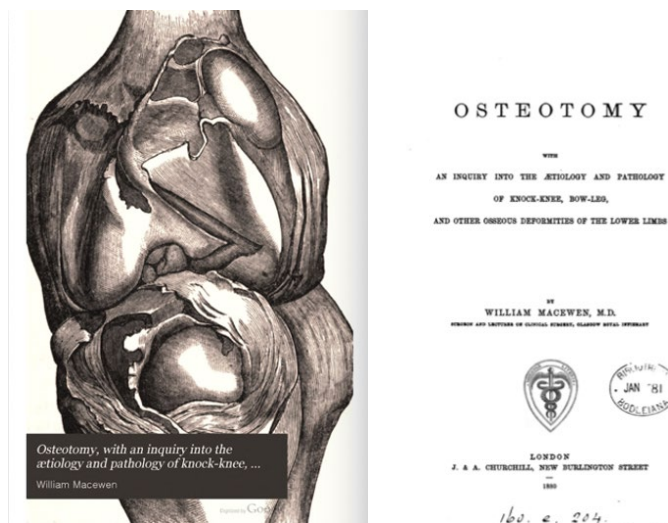 Osteotomy, with an inquiry into the
ætiology and pathology of knock-knee, ...
William Macewen
OSTEOTOMY
WITH
AN INQUIRY INTO THE ÆTIOLOGY AND PATHOLOGY
OF KNOCK-KNEE, BOW-LEG,
AND OTHER OSSEOUS DEFORMITIES OF THE LOWER LIMBS
BY
WILLIAM MACEWEN, M.D.
SURGEON AND LECTURER ON CLINICAL SURGERY, GLASGOW ROYAL INFIRMARY
JAN 81
BODLEIANA
LONDON
J. & A. CHURCHILL, NEW BURLINGTON STREET
1880
160. e. 204.